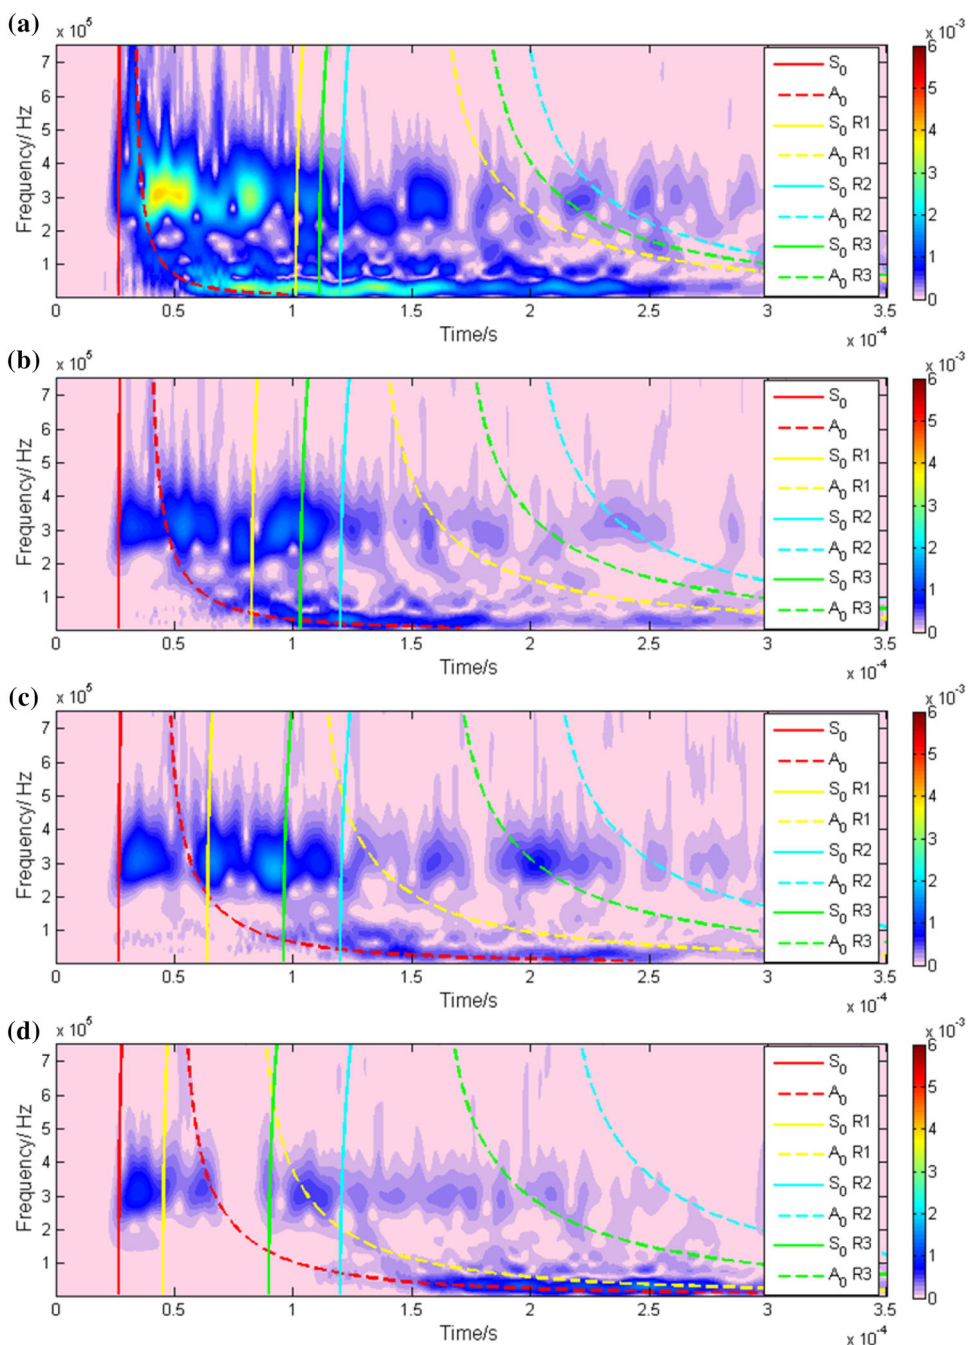 (a)
x 10⁵
x 10⁻³
Frequency/ Hz
7
6
5
4
3
2
1
S₀
A₀
S₀ R1
A₀ R1
S₀ R2
A₀ R2
S₀ R3
A₀ R3
6
5
4
3
2
1
0
0 0.5 1 1.5 2 2.5 3 3.5
Time/s
x 10⁻⁴
(b)
x 10⁵
x 10⁻³
Frequency/ Hz
7
6
5
4
3
2
1
S₀
A₀
S₀ R1
A₀ R1
S₀ R2
A₀ R2
S₀ R3
A₀ R3
6
5
4
3
2
1
0
0 0.5 1 1.5 2 2.5 3 3.5
Time/s
x 10⁻⁴
(c)
x 10⁵
x 10⁻³
Frequency/ Hz
7
6
5
4
3
2
1
S₀
A₀
S₀ R1
A₀ R1
S₀ R2
A₀ R2
S₀ R3
A₀ R3
6
5
4
3
2
1
0
0 0.5 1 1.5 2 2.5 3 3.5
Time/s
x 10⁻⁴
(d)
x 10⁵
x 10⁻³
Frequency/ Hz
7
6
5
4
3
2
1
S₀
A₀
S₀ R1
A₀ R1
S₀ R2
A₀ R2
S₀ R3
A₀ R3
6
5
4
3
2
1
0
0 0.5 1 1.5 2 2.5 3 3.5
Time/s
x 10⁻⁴